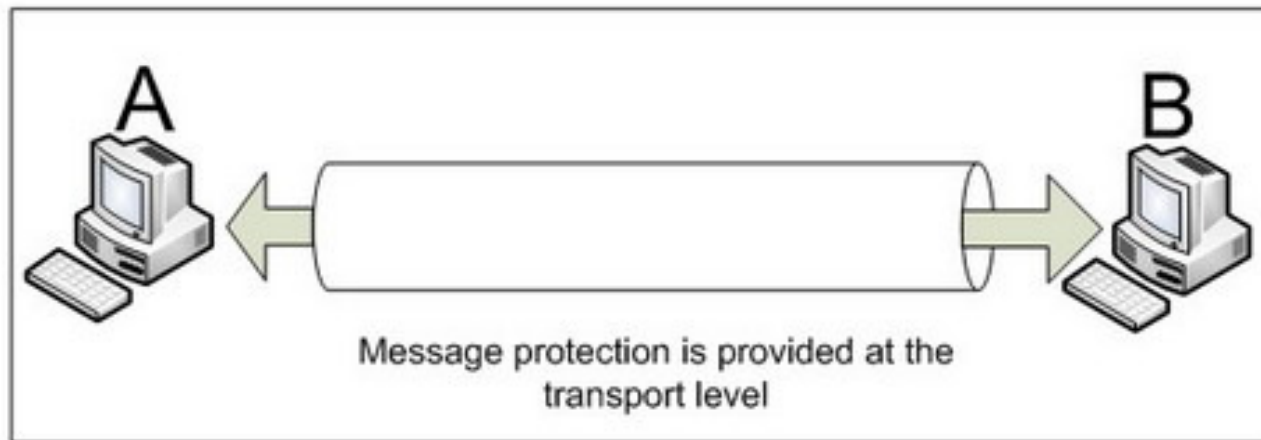 A
B
Message protection is provided at the
transport level